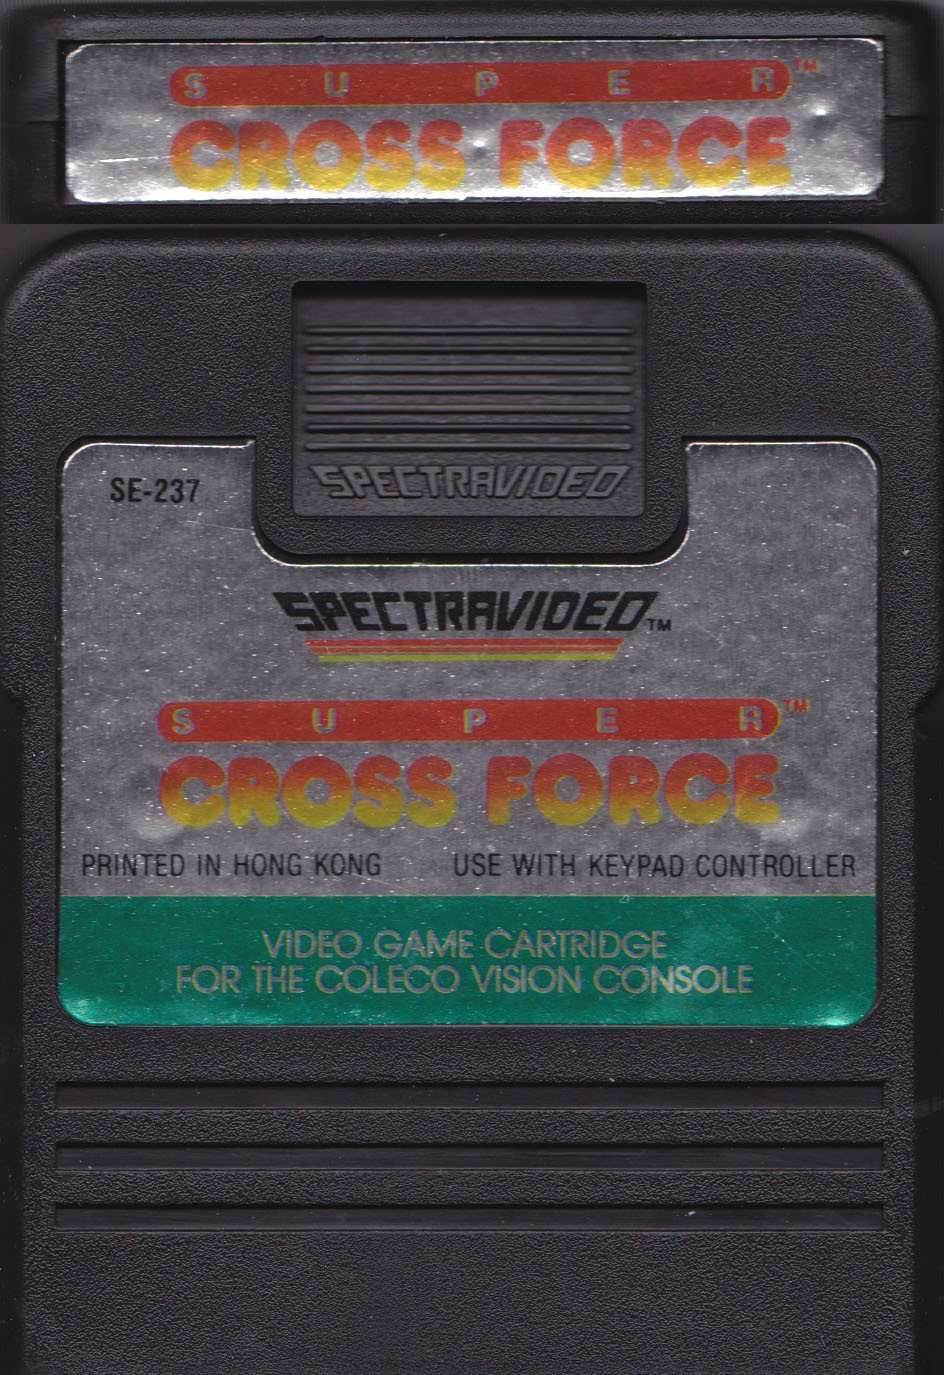 SUPER™
CROSS FORCE
SPECTRAVIDEO
SE-237
SPECTRAVIDEO™
SUPER™
CROSS FORCE
PRINTED IN HONG KONG USE WITH KEYPAD CONTROLLER
VIDEO GAME CARTRIDGE
FOR THE COLECO VISION CONSOLE